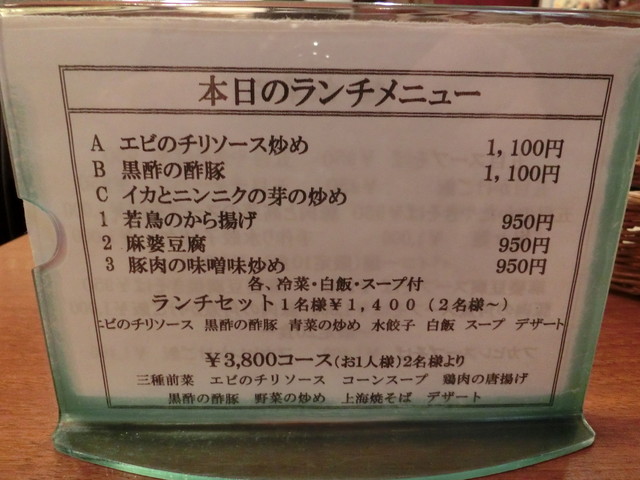 本日のランチメニュー
A エビのチリソース炒め 1,100円
B 黒酢の酢豚 1,100円
C イカとニンニクの芽の炒め
1 若鳥のから揚げ 950円
2 麻婆豆腐 950円
3 豚肉の味噌味炒め 950円
各、冷菜・白飯・スープ付
ランチセット1名様¥1,400(2名様~)
エビのチリソース 黒酢の酢豚 青菜の炒め 水餃子 白飯 スープ デザート
¥3,800コース(お1人様)2名様より
三種前菜 エビのチリソース コーンスープ 鶏肉の唐揚げ
黒酢の酢豚 野菜の炒め 上海焼そば デザート